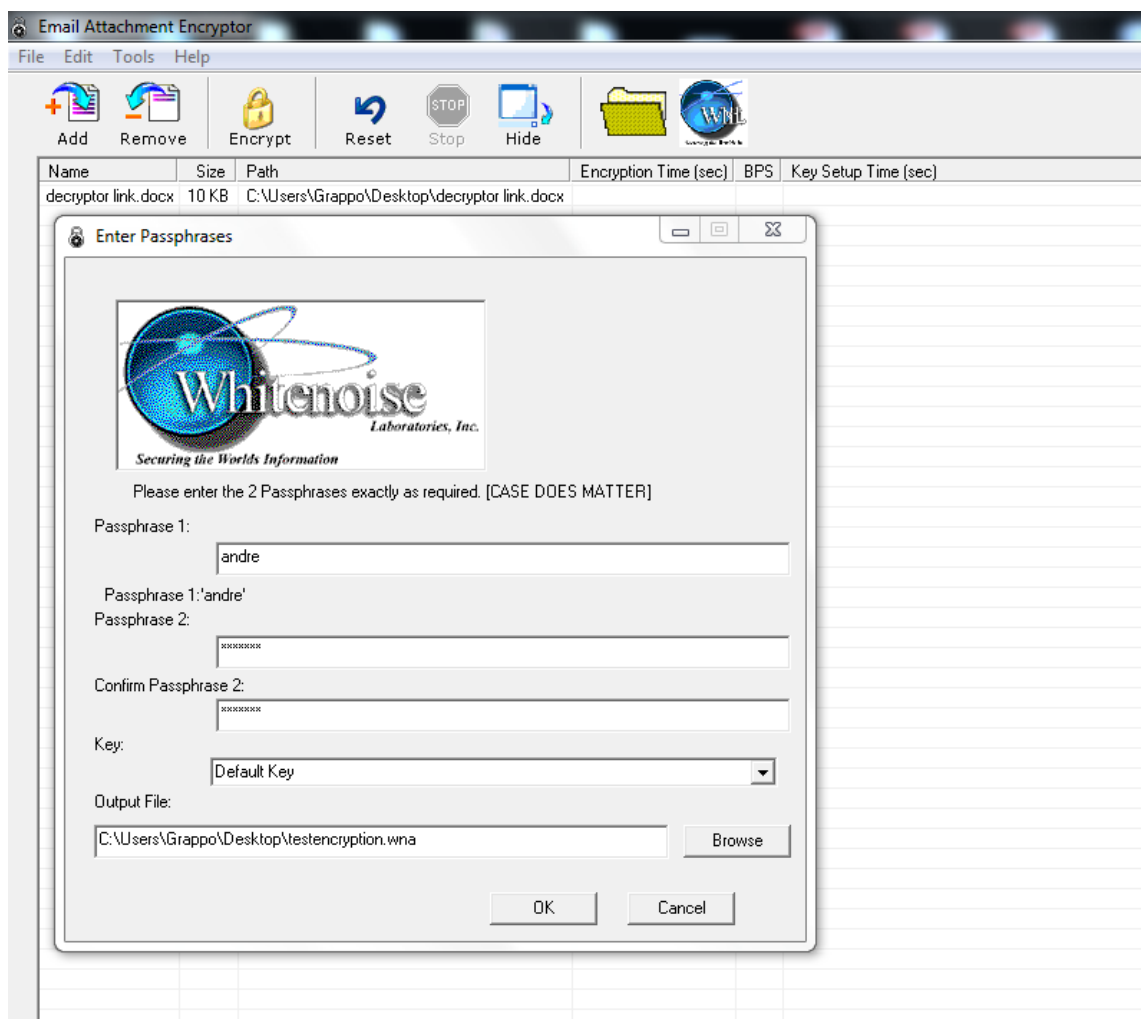 Email Attachment Encryptor
File Edit Tools Help
STOP
WNL
Add Remove Encrypt Reset Stop Hide
Name Size Path Encryption Time (sec) BPS Key Setup Time (sec)
decryptor link.docx 10 KB C:\Users\Grappo\Desktop\decryptor link.docx
Enter Passphrases
Whitenoise
Laboratories, Inc.
Securing the Worlds Information
Please enter the 2 Passphrases exactly as required. [CASE DOES MATTER]
Passphrase 1:
andre
Passphrase 1:'andre'
Passphrase 2:
*******
Confirm Passphrase 2:
*******
Key:
Default Key
Output File:
C:\Users\Grappo\Desktop\testencryption.wna
Browse
OK Cancel